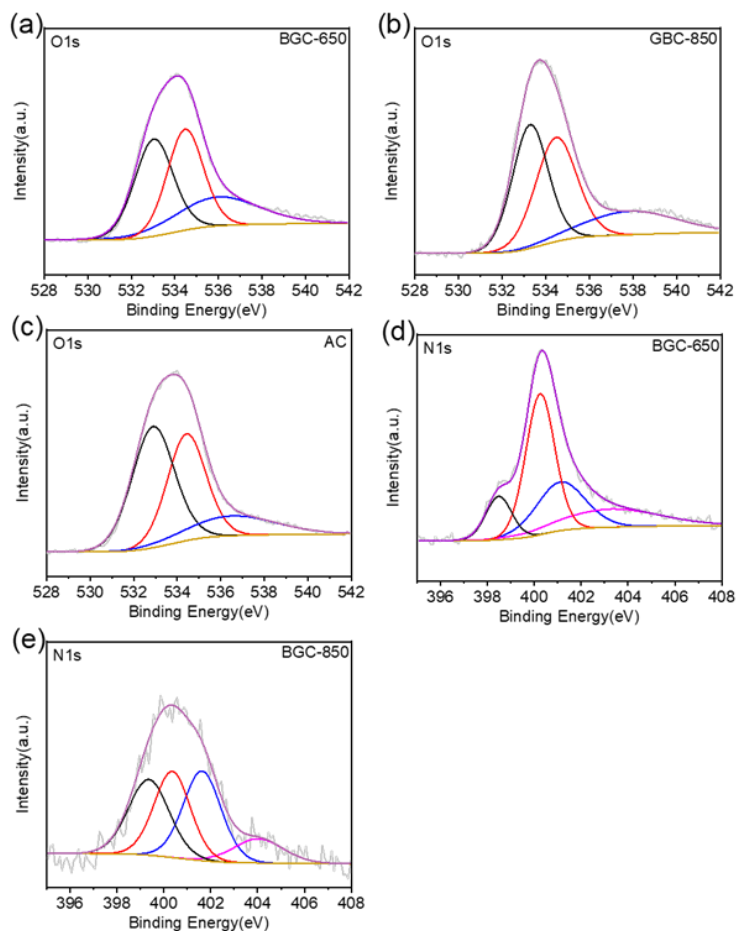 (a)
O1s
BGC-650
Intensity(a.u.)
528 530 532 534 536 538 540 542
Binding Energy(eV)
(b)
O1s
GBC-850
Intensity(a.u.)
528 530 532 534 536 538 540 542
Binding Energy(eV)
(c)
O1s
AC
Intensity(a.u.)
528 530 532 534 536 538 540 542
Binding Energy(eV)
(d)
N1s
BGC-650
Intensity(a.u.)
396 398 400 402 404 406 408
Binding Energy(eV)
(e)
N1s
BGC-850
Intensity(a.u.)
396 398 400 402 404 406 408
Binding Energy(eV)